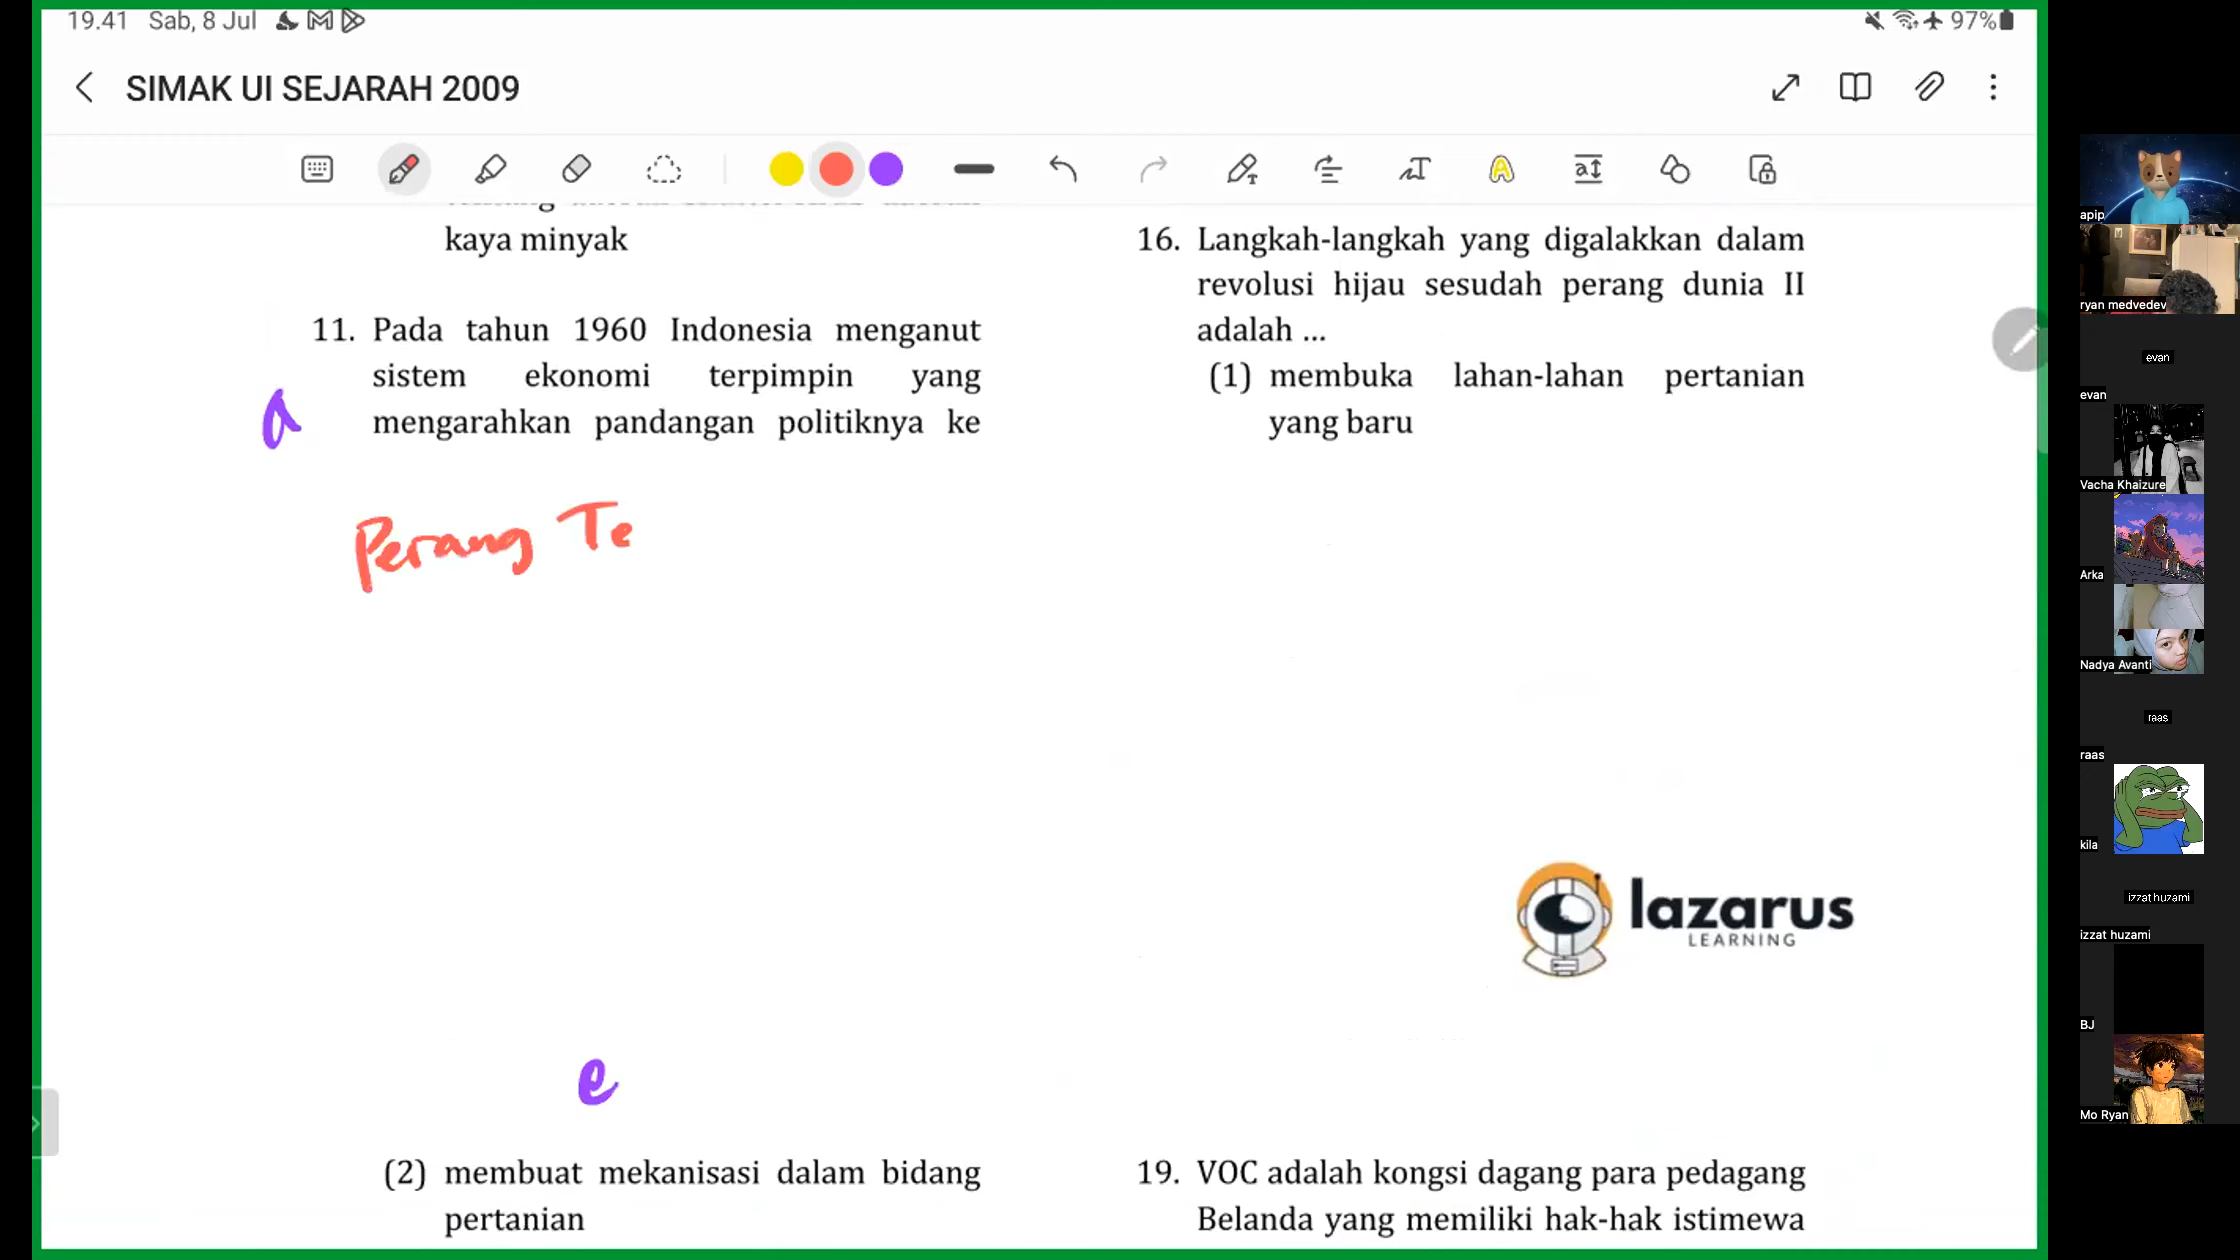 19.41 Sab, 8 Jul
97%
SIMAK UI SEJARAH 2009
kaya minyak
11. Pada tahun 1960 Indonesia menganut
sistem ekonomi terpimpin yang
mengarahkan pandangan politiknya ke
a
Perang Te
e
(2) membuat mekanisasi dalam bidang
pertanian
16. Langkah-langkah yang digalakkan dalam
revolusi hijau sesudah perang dunia II
adalah ...
(1) membuka lahan-lahan pertanian
yang baru
lazarus
LEARNING
19. VOC adalah kongsi dagang para pedagang
Belanda yang memiliki hak-hak istimewa
apip
ryan medvedev
evan
evan
Vacha Khaizure
Arka
Nadya Avanti
raas
raas
kila
izzat huzami
izzat huzami
BJ
Mo Ryan